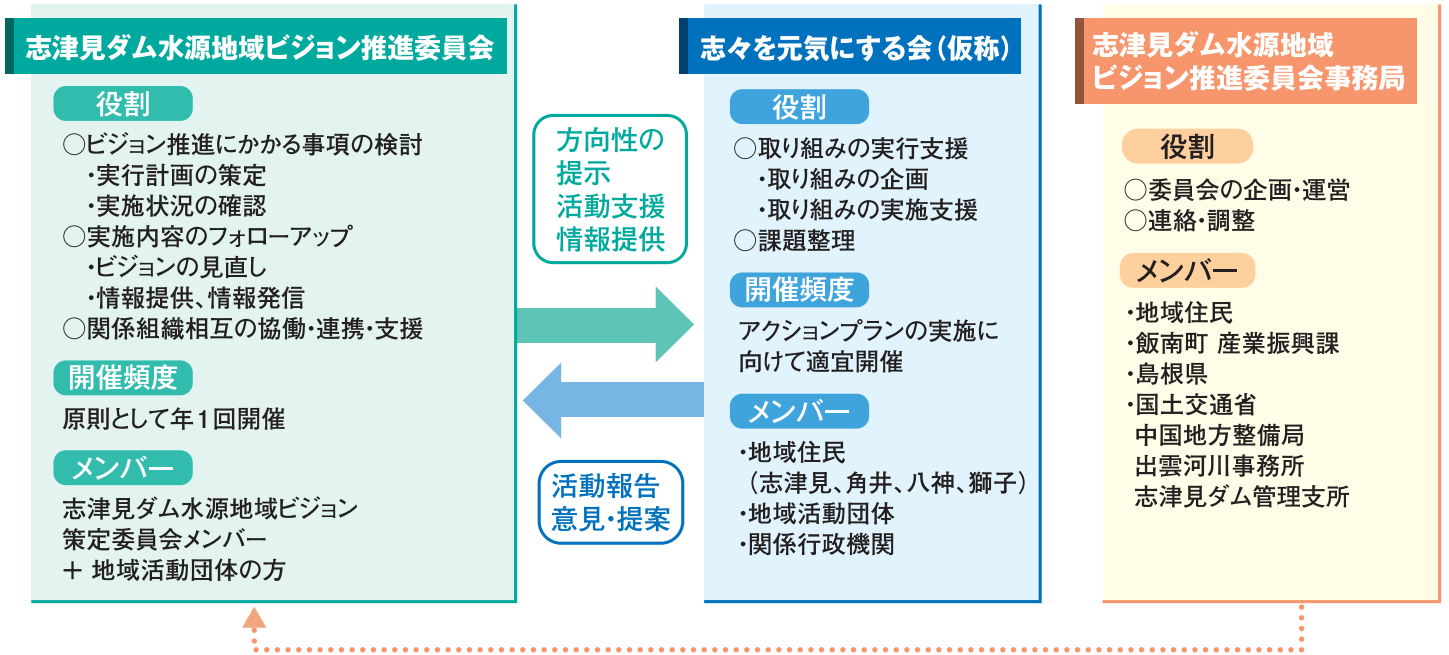 志津見ダム水源地域ビジョン推進委員会
役割
○ビジョン推進にかかる事項の検討
・実行計画の策定
・実施状況の確認
○実施内容のフォローアップ
・ビジョンの見直し
・情報提供、情報発信
○関係組織相互の協働・連携・支援
開催頻度
原則として年1回開催
メンバー
志津見ダム水源地域ビジョン
策定委員会メンバー
＋ 地域活動団体の方
方向性の
提示
活動支援
情報提供
活動報告
意見・提案
志々を元気にする会（仮称）
役割
○取り組みの実行支援
・取り組みの企画
・取り組みの実施支援
○課題整理
開催頻度
アクションプランの実施に
向けて適宜開催
メンバー
・地域住民
（志津見、角井、八神、獅子）
・地域活動団体
・関係行政機関
志津見ダム水源地域
ビジョン推進委員会事務局
役割
○委員会の企画・運営
○連絡・調整
メンバー
・地域住民
・飯南町 産業振興課
・島根県
・国土交通省
中国地方整備局
出雲河川事務所
志津見ダム管理支所